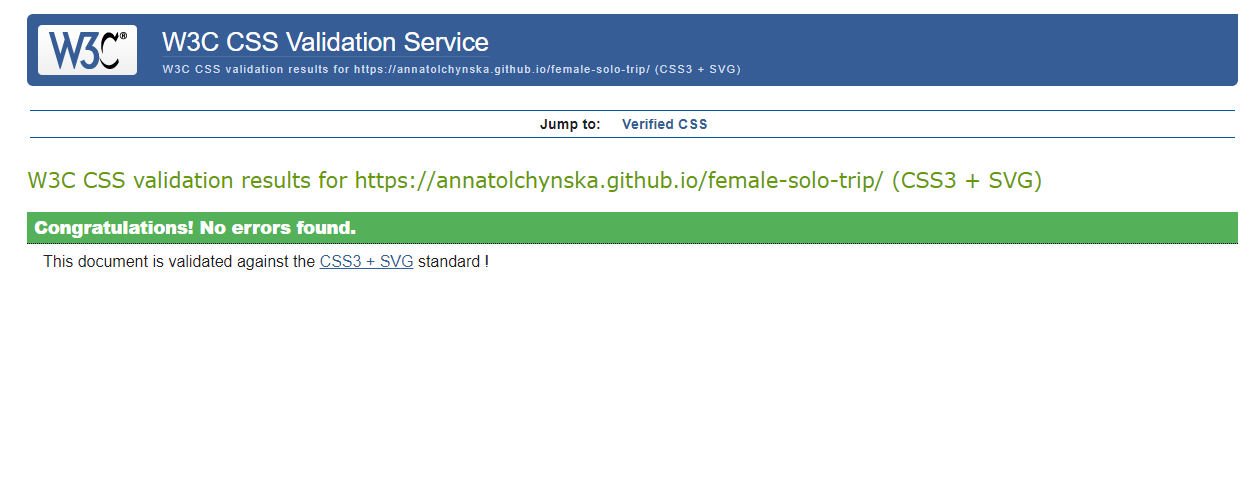 W3C® W3C CSS Validation Service
W3C CSS validation results for https://annatolchynska.github.io/female-solo-trip/ (CSS3 + SVG)
Jump to: Verified CSS
W3C CSS validation results for https://annatolchynska.github.io/female-solo-trip/ (CSS3 + SVG)
Congratulations! No errors found.
This document is validated against the CSS3 + SVG standard !